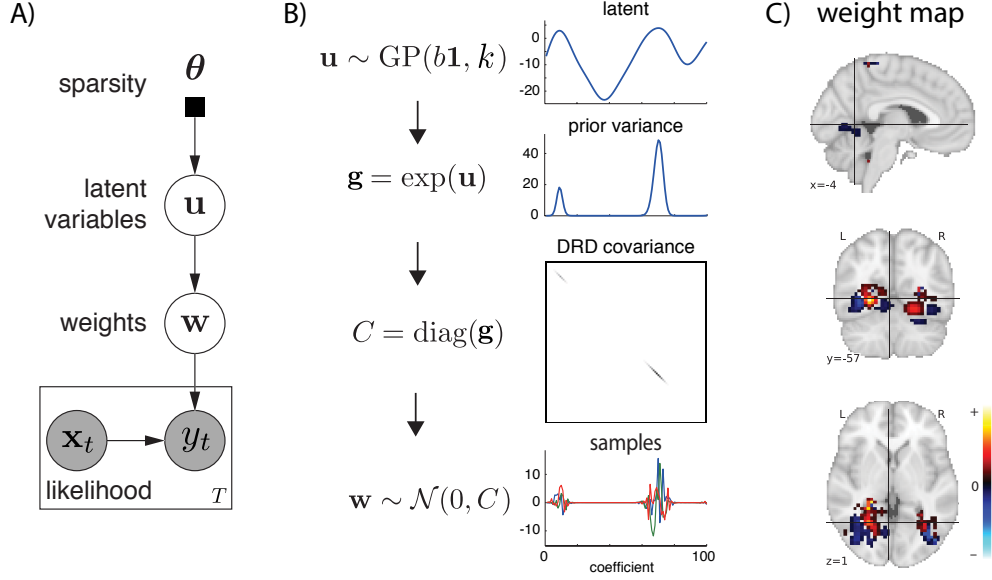 A)
sparsity
θ
latent
variables
u
weights
w
x_t
y_t
likelihood
T
B)
u ∼ GP(b1, k)
g = exp(u)
C = diag(g)
w ∼ 𝒩(0, C)
latent
0
-10
-20
prior variance
40
20
0
DRD covariance
samples
10
0
-10
0
100
coefficient
C) weight map
x=-4
L
R
y=-57
L
R
z=1
+
0
−